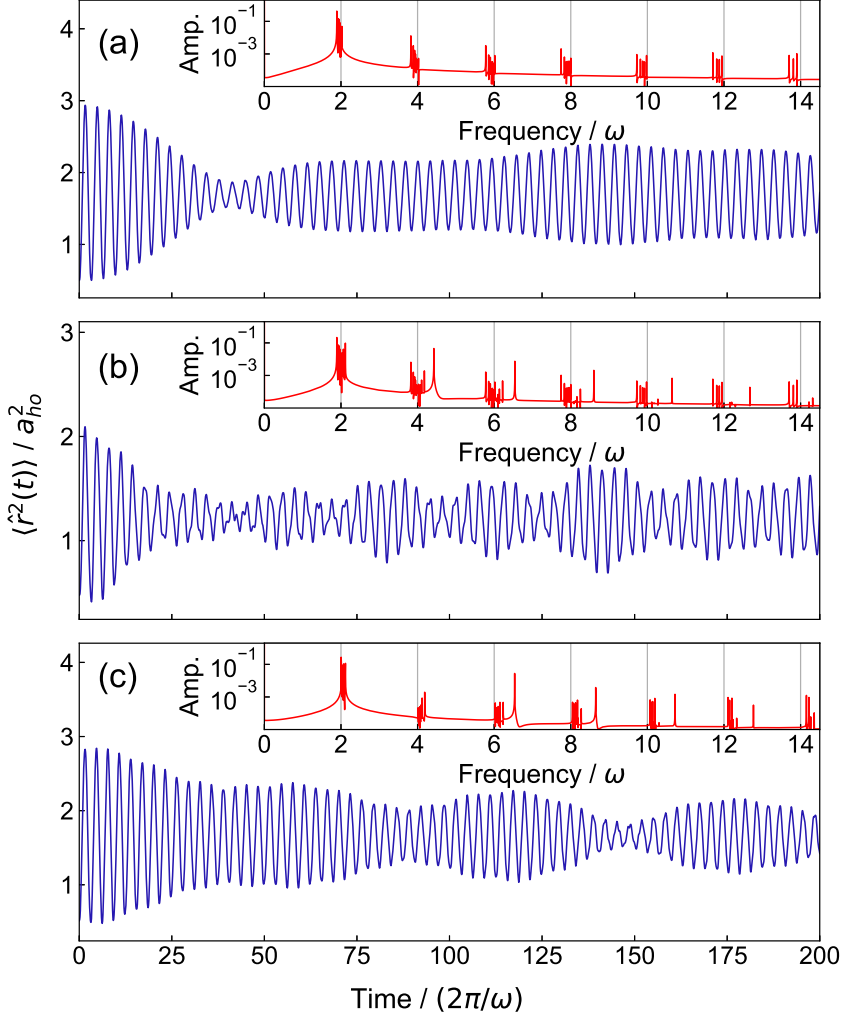 (a)
Amp.
10⁻¹
10⁻³
0 2 4 6 8 10 12 14
Frequency / ω
4
3
2
1
(b)
Amp.
10⁻¹
10⁻³
0 2 4 6 8 10 12 14
Frequency / ω
3
2
1
⟨r̂²(t)⟩ / a²ₕₒ
(c)
Amp.
10⁻¹
10⁻³
0 2 4 6 8 10 12 14
Frequency / ω
4
3
2
1
0 25 50 75 100 125 150 175 200
Time / (2π/ω)